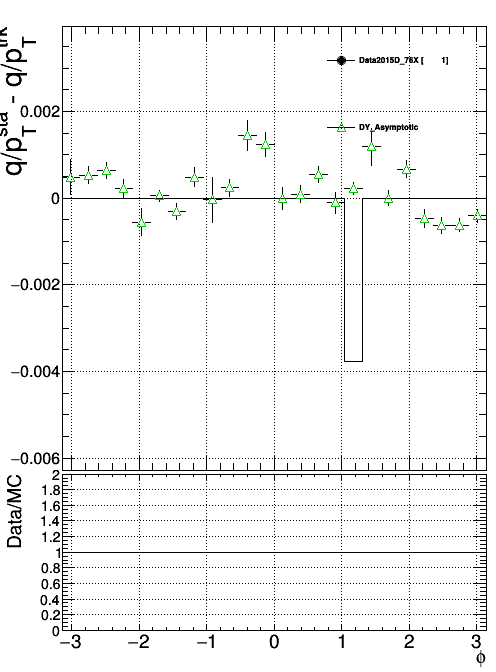 q/p_T^sta - q/p_T^trk
Data2015D_76X [ 1]
DY, Asymptotic
0.002
0
−0.002
−0.004
−0.006
Data/MC
2
1.8
1.6
1.4
1.2
1
0.8
0.6
0.4
0.2
0
−3 −2 −1 0 1 2 3
ϕ